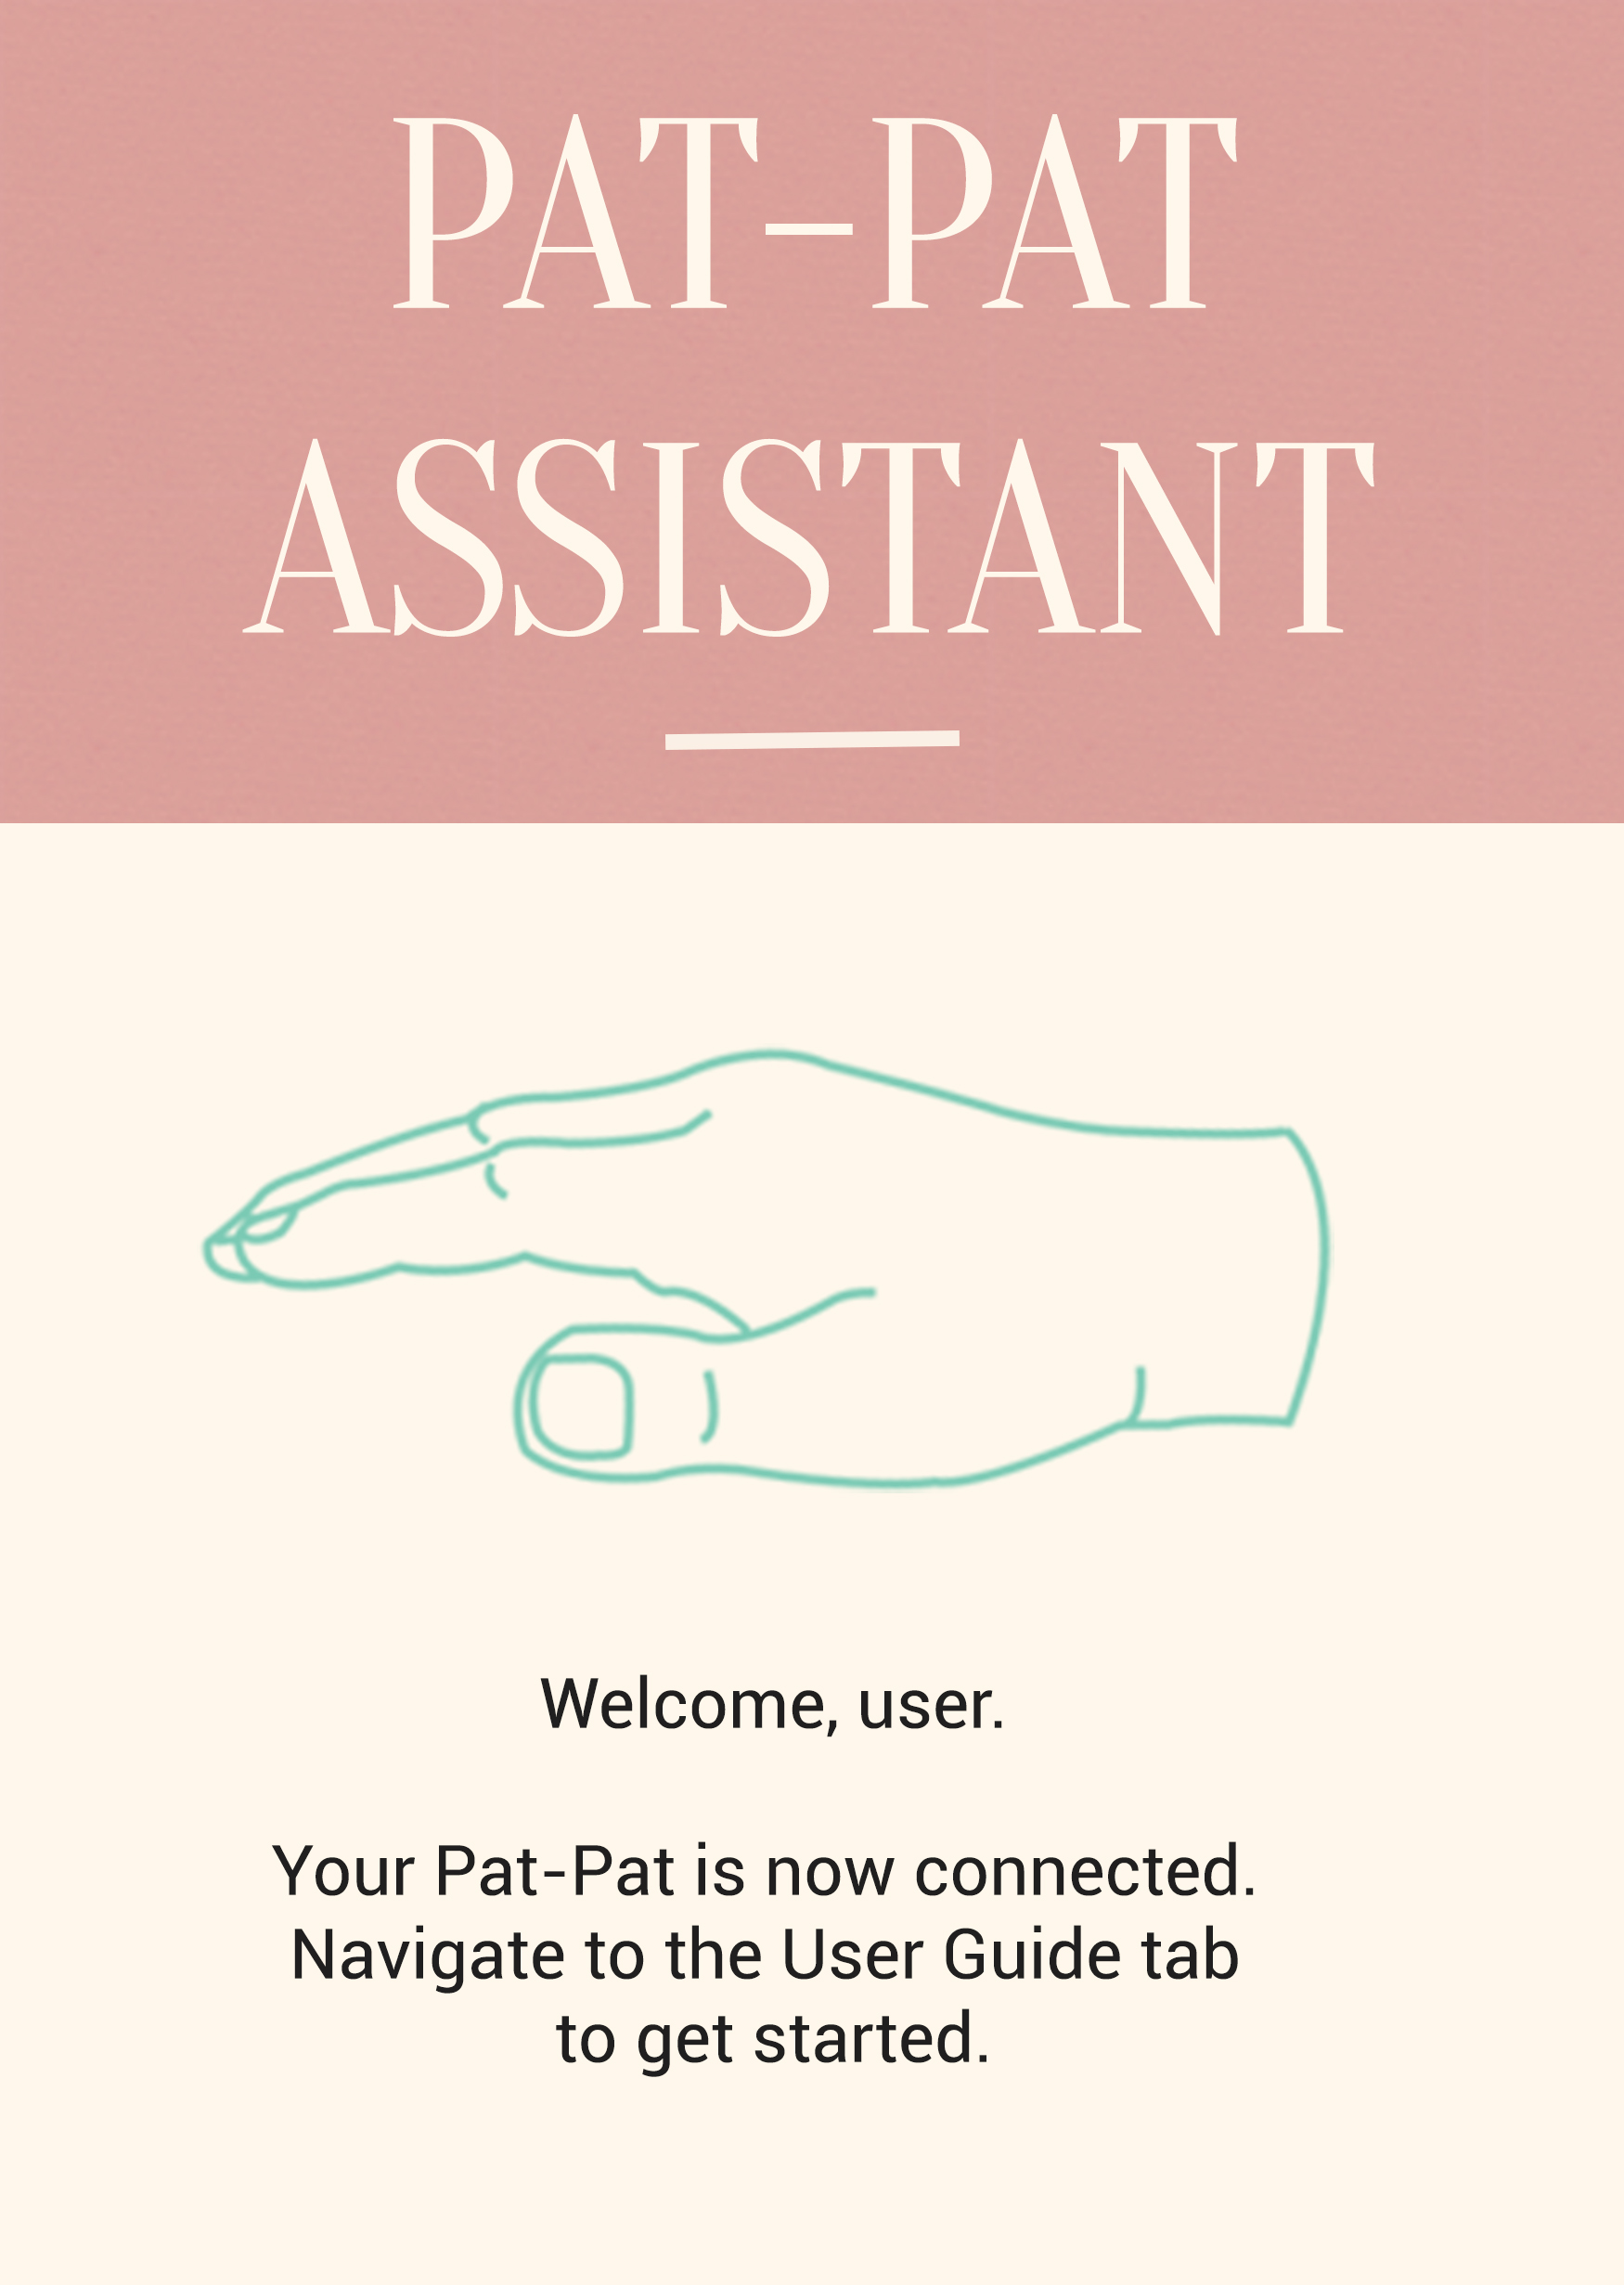 PAT-PAT
ASSISTANT
Welcome, user.
Your Pat-Pat is now connected.
Navigate to the User Guide tab
to get started.